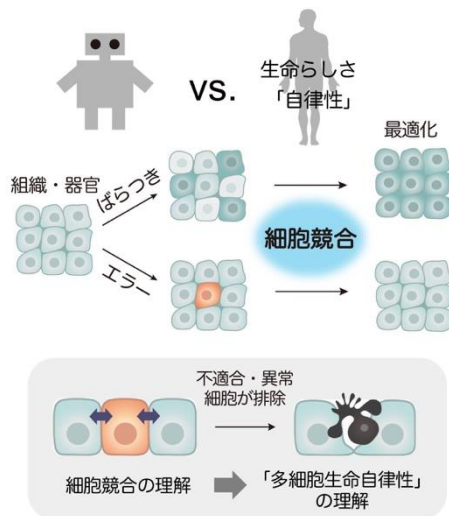 vs.
生命らしさ
「自律性」
組織・器官
ばらつき
エラー
細胞競合
最適化
不適合・異常
細胞が排除
細胞競合の理解
「多細胞生命自律性」
の理解